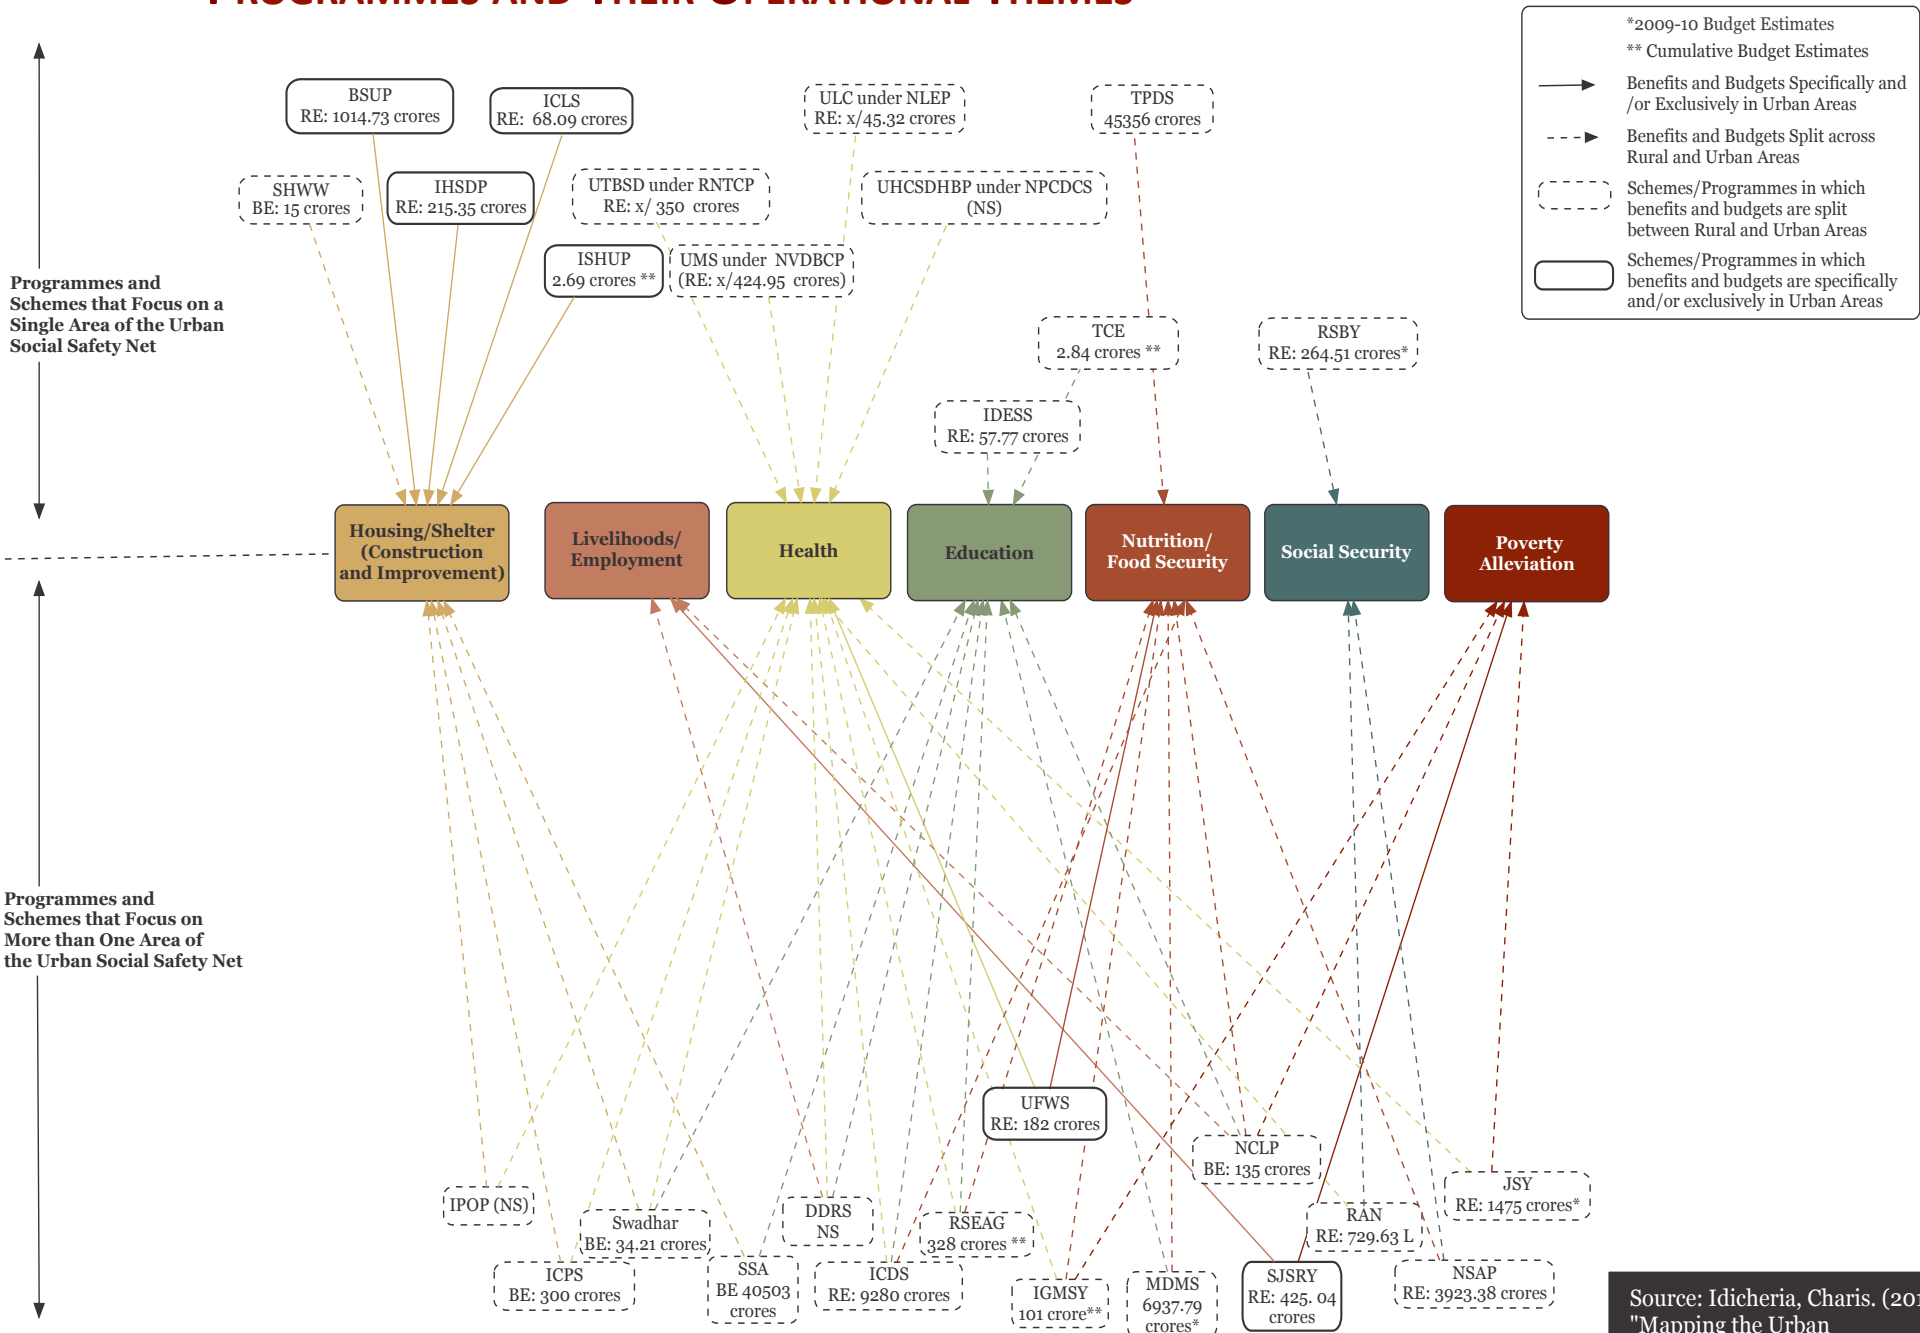 PROGRAMMES AND THEIR OPERATIONAL THEMES
*2009-10 Budget Estimates
** Cumulative Budget Estimates
Benefits and Budgets Specifically and
/or Exclusively in Urban Areas
Benefits and Budgets Split across
Rural and Urban Areas
Schemes/Programmes in which
benefits and budgets are split
between Rural and Urban Areas
Schemes/Programmes in which
benefits and budgets are specifically
and/or exclusively in Urban Areas
BSUP
RE: 1014.73 crores
ICLS
RE: 68.09 crores
ULC under NLEP
RE: x/45.32 crores
TPDS
45356 crores
SHWW
BE: 15 crores
IHSDP
RE: 215.35 crores
UTBSD under RNTCP
RE: x/ 350 crores
UHCSDHBP under NPCDCS
(NS)
ISHUP
2.69 crores **
UMS under NVDBCP
(RE: x/424.95 crores)
Programmes and
Schemes that Focus on a
Single Area of the Urban
Social Safety Net
TCE
2.84 crores **
RSBY
RE: 264.51 crores*
IDESS
RE: 57.77 crores
Housing/Shelter
(Construction
and Improvement)
Livelihoods/
Employment
Health
Education
Nutrition/
Food Security
Social Security
Poverty
Alleviation
Programmes and
Schemes that Focus on
More than One Area of
the Urban Social Safety Net
UFWS
RE: 182 crores
NCLP
BE: 135 crores
IPOP (NS)
Swadhar
BE: 34.21 crores
DDRS
NS
RSEAG
328 crores **
RAN
RE: 729.63 L
JSY
RE: 1475 crores*
ICPS
BE: 300 crores
SSA
BE 40503
crores
ICDS
RE: 9280 crores
IGMSY
101 crore**
MDMS
6937.79
crores*
SJSRY
RE: 425. 04
crores
NSAP
RE: 3923.38 crores
Source: Idicheria, Charis. (201
"Mapping the Urban